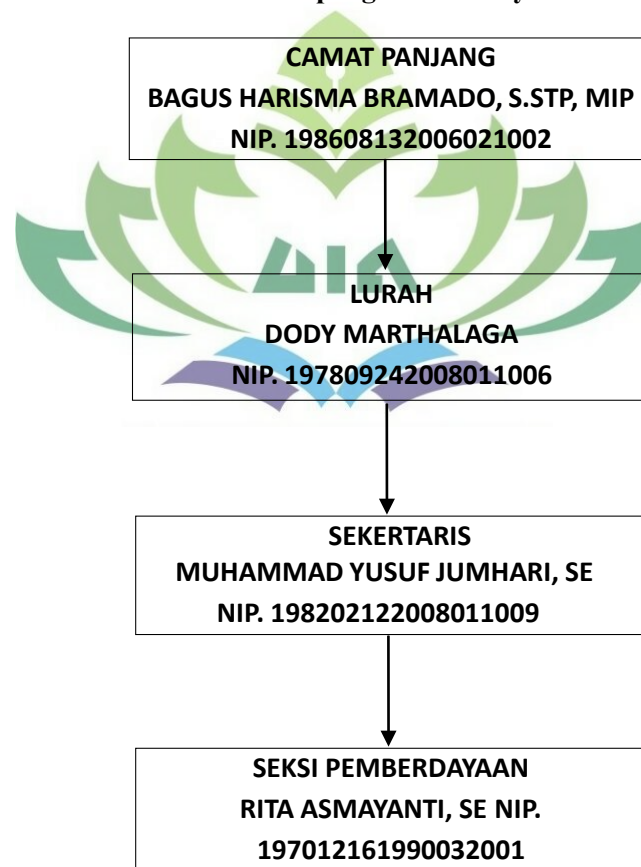 CAMAT PANJANG
BAGUS HARISMA BRAMADO, S.STP, MIP
NIP. 198608132006021002
LURAH
DODY MARTHALAGA
NIP. 197809242008011006
SEKERTARIS
MUHAMMAD YUSUF JUMHARI, SE
NIP. 198202122008011009
SEKSI PEMBERDAYAAN
RITA ASMAYANTI, SE NIP.
197012161990032001